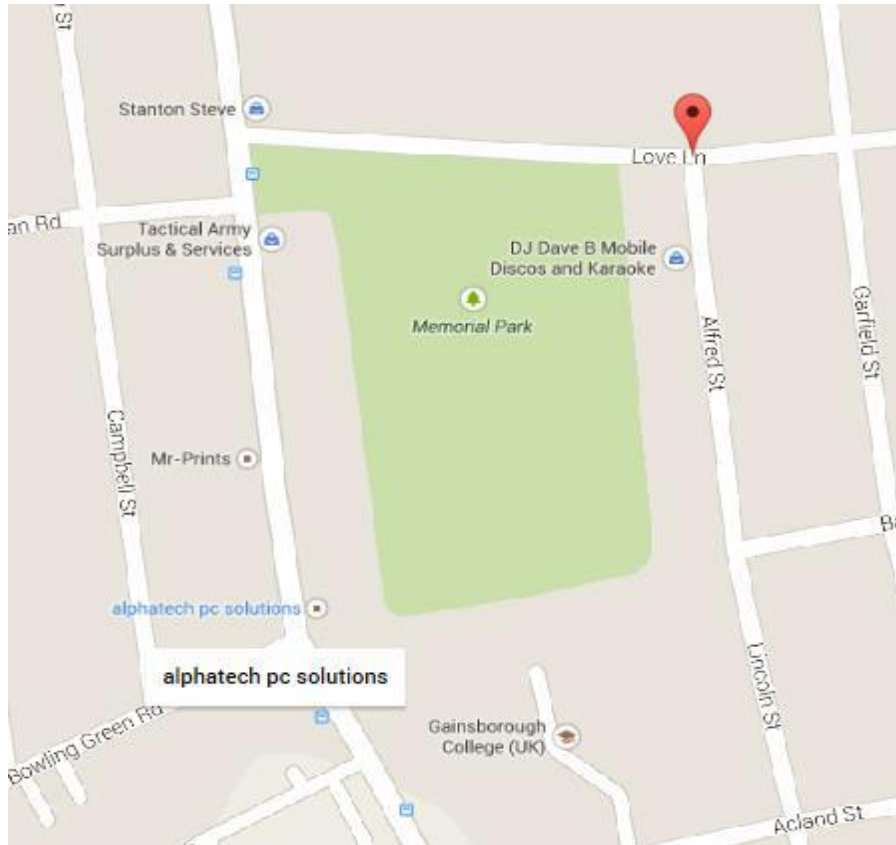 St
Stanton Steve
Love Ln
an Rd
Tactical Army
Surplus & Services
DJ Dave B Mobile
Discos and Karaoke
Memorial Park
Alfred St
Garfield St
Campbell St
Mr-Prints
Ba
alphatech pc solutions
alphatech pc solutions
Lincoln St
Bowling Green Rd
Gainsborough
College (UK)
Acland St